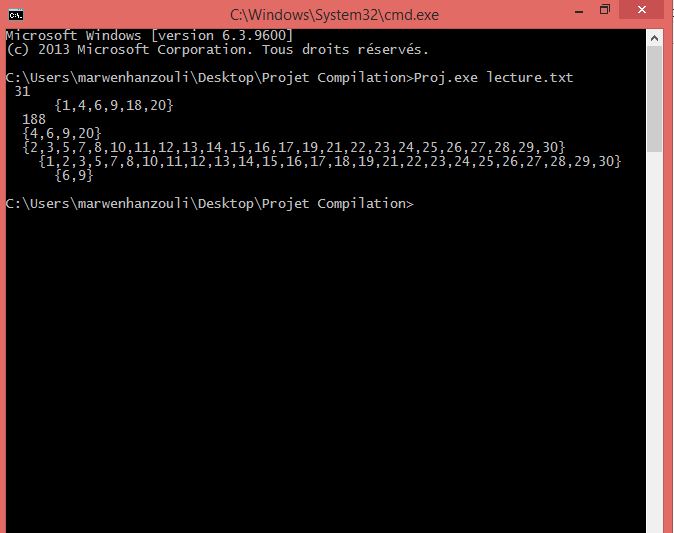 C:\Windows\System32\cmd.exe
Microsoft Windows [version 6.3.9600]
(c) 2013 Microsoft Corporation. Tous droits réservés.
C:\Users\marwenhanzouli\Desktop\Projet Compilation>Proj.exe lecture.txt
31
{1,4,6,9,18,20}
188
{4,6,9,20}
{2,3,5,7,8,10,11,12,13,14,15,16,17,19,21,22,23,24,25,26,27,28,29,30}
{1,2,3,5,7,8,10,11,12,13,14,15,16,17,18,19,21,22,23,24,25,26,27,28,29,30}
{6,9}
C:\Users\marwenhanzouli\Desktop\Projet Compilation>